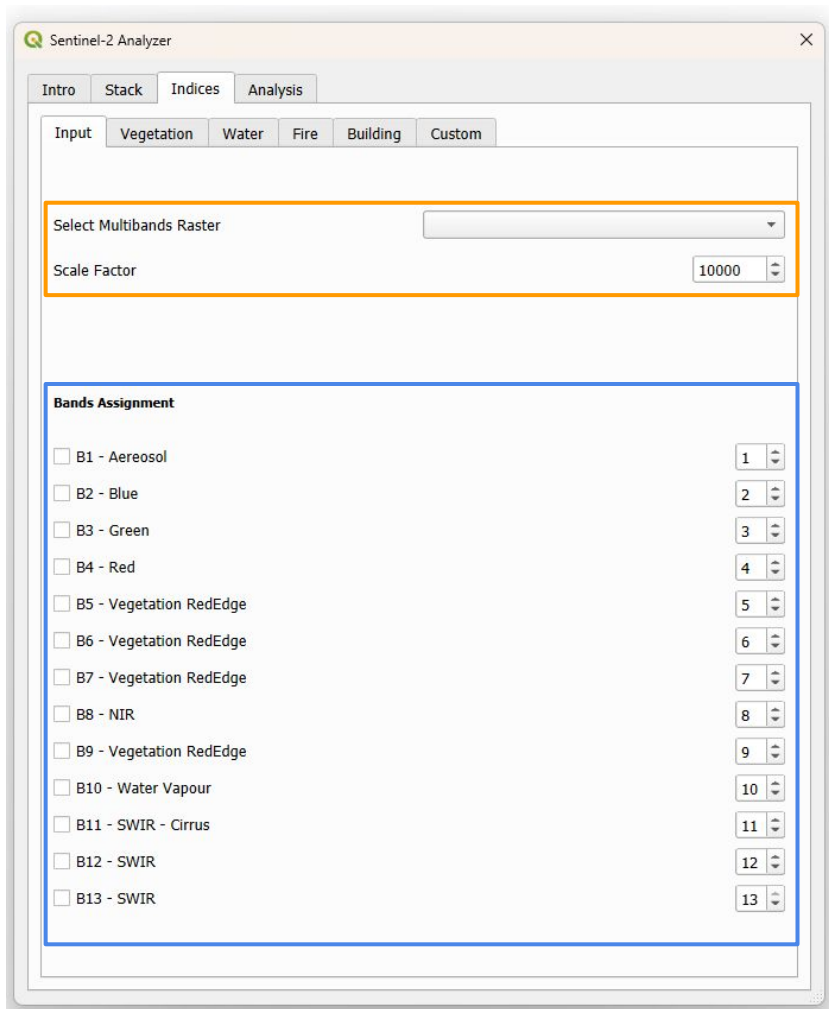 Sentinel-2 Analyzer
Intro Stack Indices Analysis
Input Vegetation Water Fire Building Custom
Select Multibands Raster
Scale Factor 10000
Bands Assignment
B1 - Aereosol 1
B2 - Blue 2
B3 - Green 3
B4 - Red 4
B5 - Vegetation RedEdge 5
B6 - Vegetation RedEdge 6
B7 - Vegetation RedEdge 7
B8 - NIR 8
B9 - Vegetation RedEdge 9
B10 - Water Vapour 10
B11 - SWIR - Cirrus 11
B12 - SWIR 12
B13 - SWIR 13